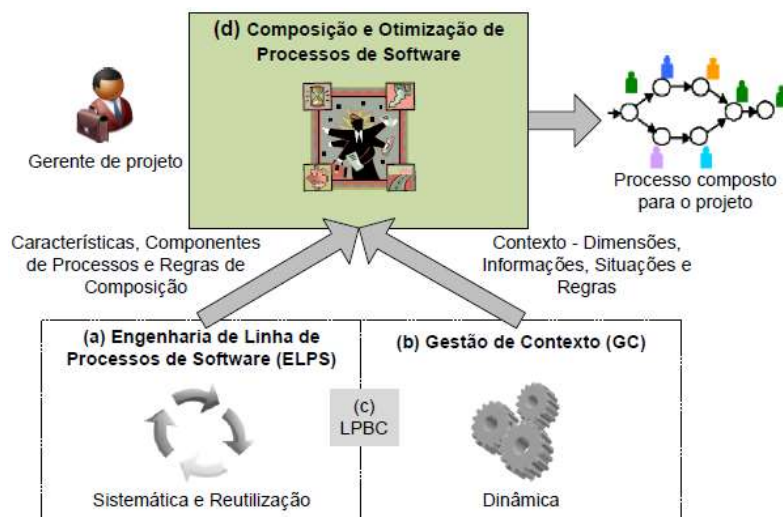 (d) Composição e Otimização de
Processos de Software
Gerente de projeto
Processo composto
para o projeto
Características, Componentes
de Processos e Regras de
Composição
Contexto - Dimensões,
Informações, Situações e
Regras
(a) Engenharia de Linha de
Processos de Software (ELPS)
(b) Gestão de Contexto (GC)
(c)
LPBC
Sistemática e Reutilização
Dinâmica